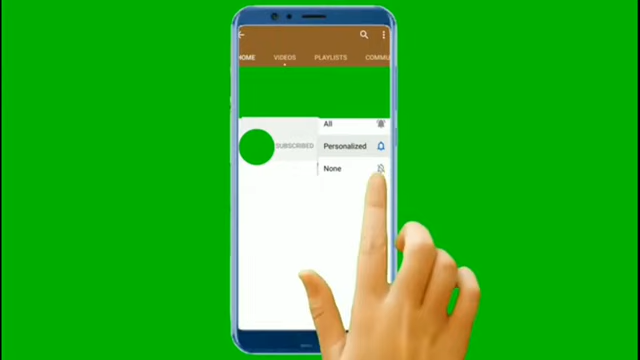 HOME VIDEOS PLAYLISTS COMMU
All
SUBSCRIBED Personalized
None